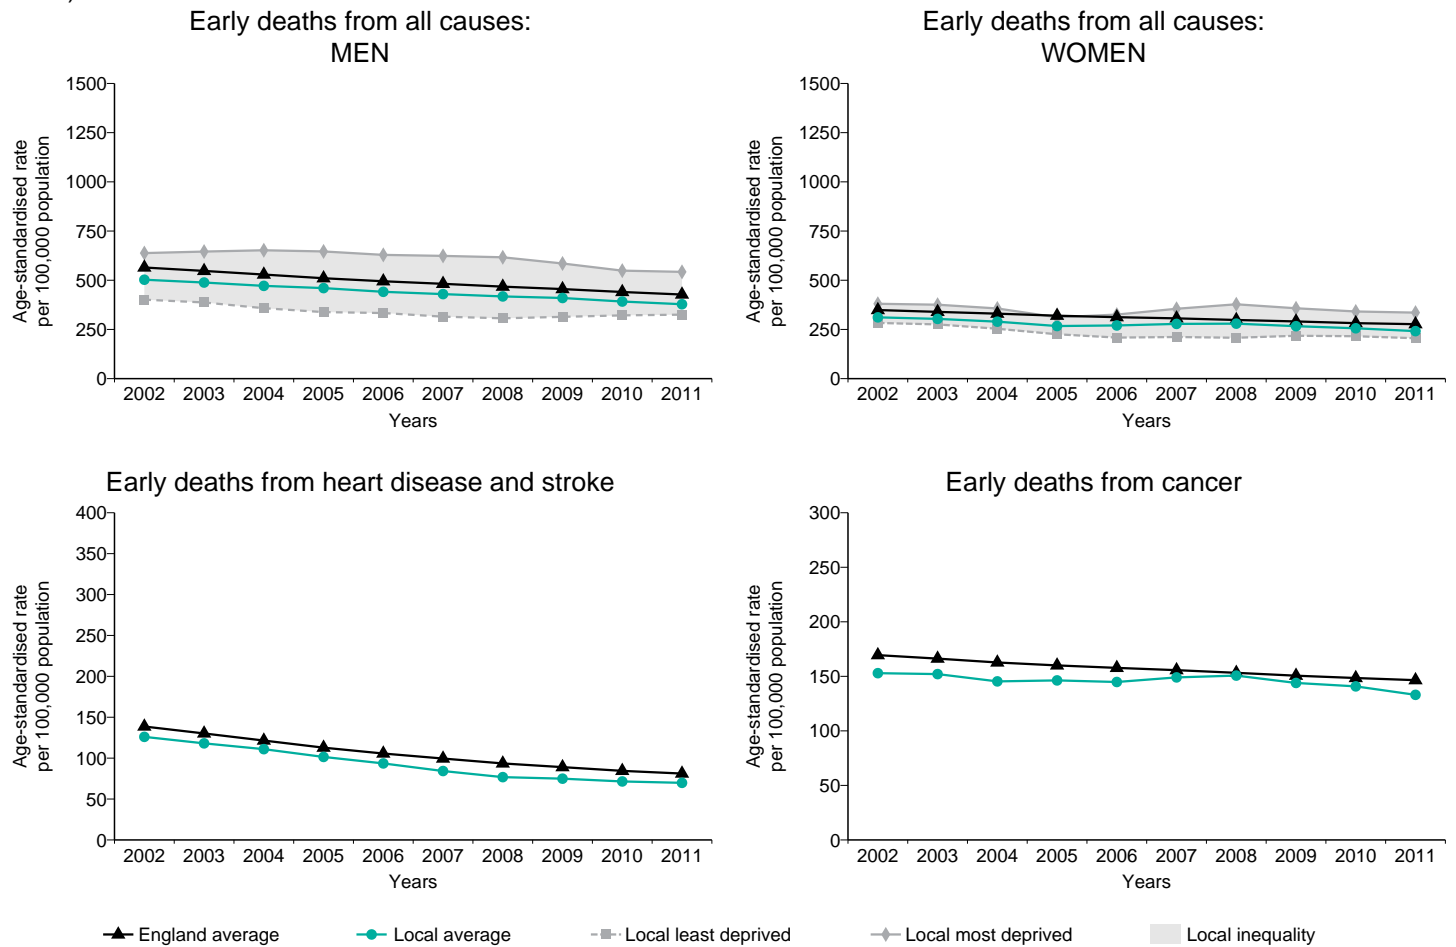 Early deaths from all causes:
MEN
1500
1250
1000
750
500
250
0
Age-standardised rate
per 100,000 population
2002 2003 2004 2005 2006 2007 2008 2009 2010 2011
Years
Early deaths from all causes:
WOMEN
1500
1250
1000
750
500
250
0
Age-standardised rate
per 100,000 population
2002 2003 2004 2005 2006 2007 2008 2009 2010 2011
Years
Early deaths from heart disease and stroke
400
350
300
250
200
150
100
50
0
Age-standardised rate
per 100,000 population
2002 2003 2004 2005 2006 2007 2008 2009 2010 2011
Years
Early deaths from cancer
300
250
200
150
100
50
0
Age-standardised rate
per 100,000 population
2002 2003 2004 2005 2006 2007 2008 2009 2010 2011
Years
England average Local average Local least deprived Local most deprived Local inequality